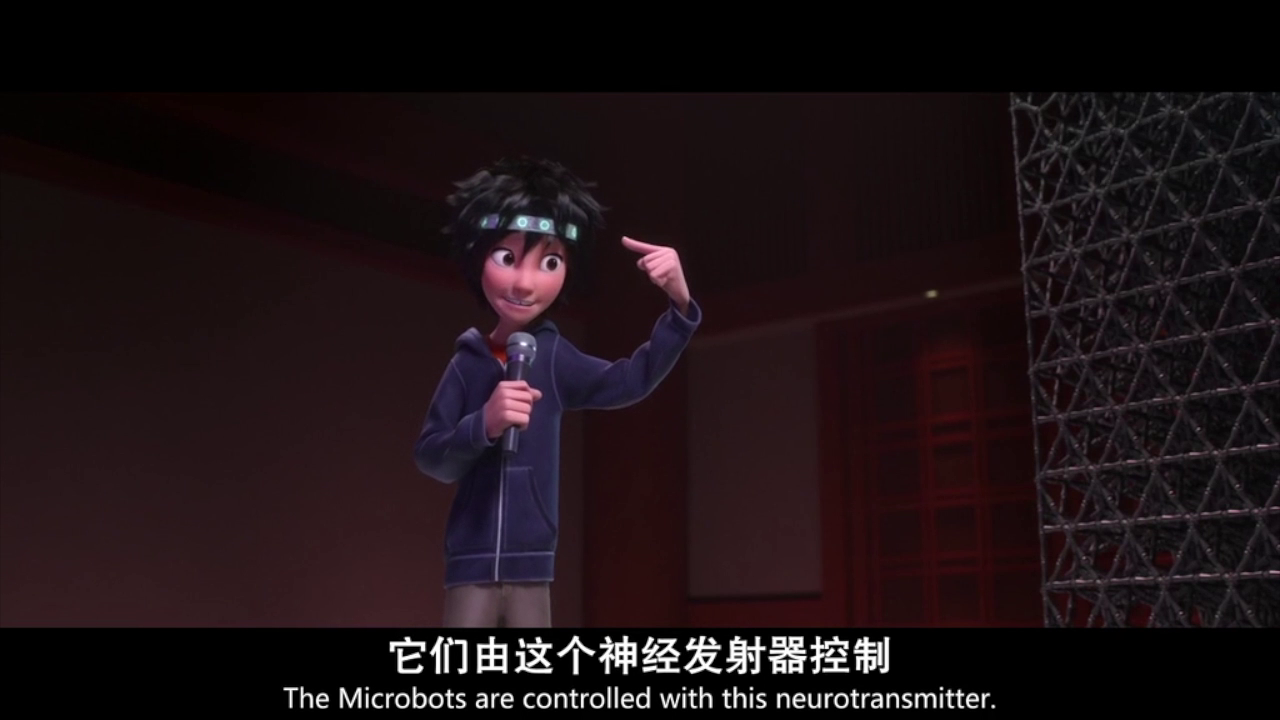 它们由这个神经发射器控制
The Microbots are controlled with this neurotransmitter.